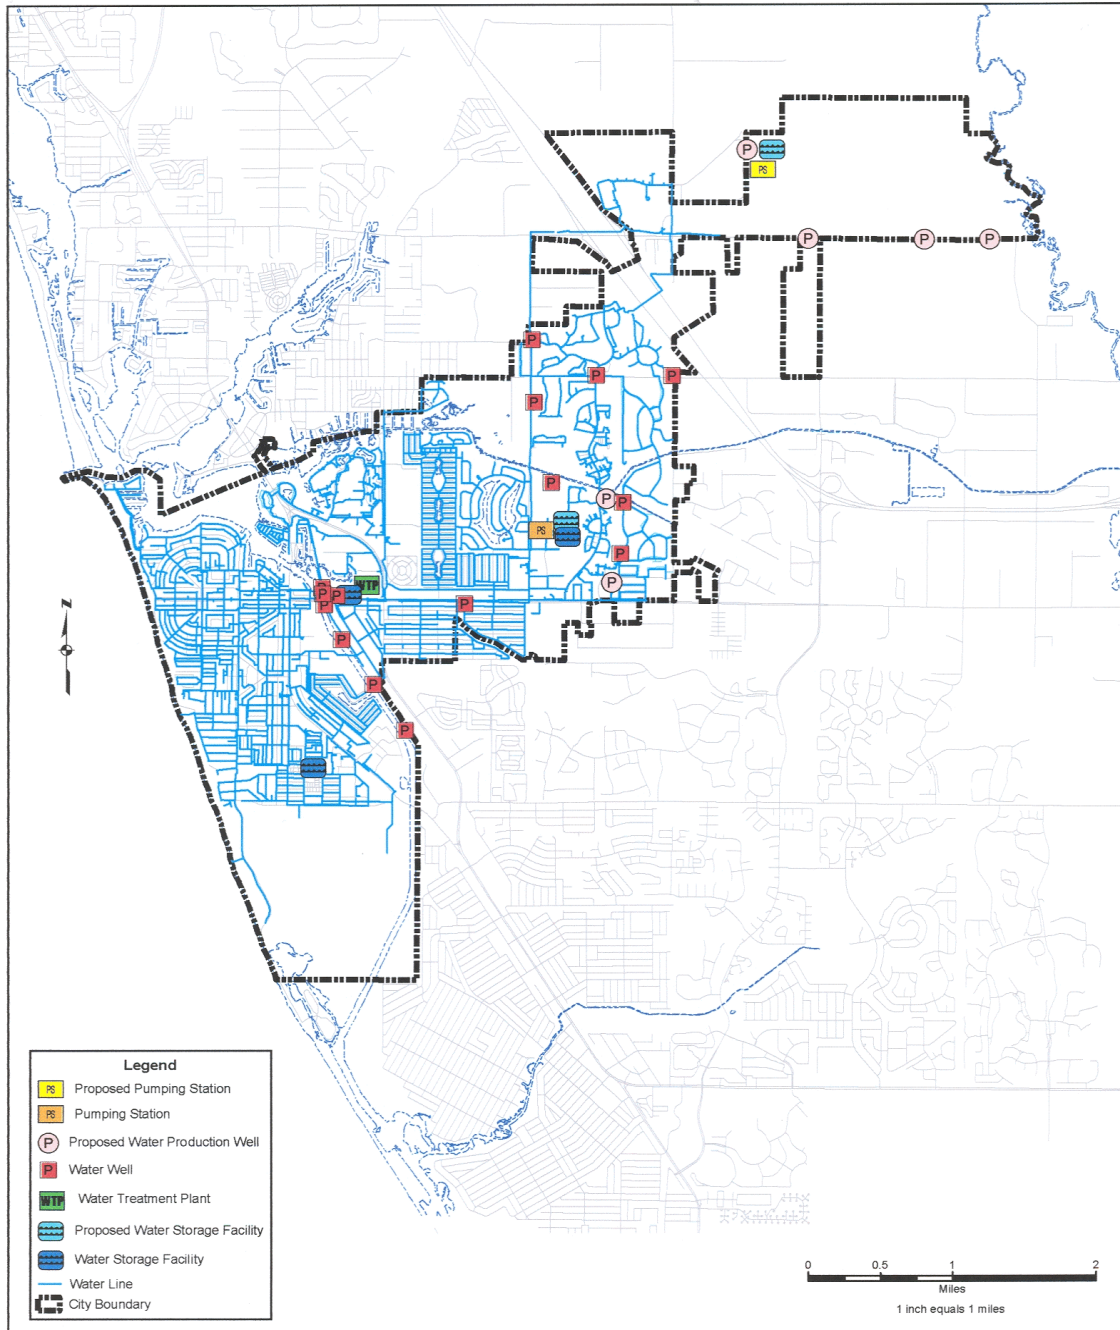 P
PS
P
P
P
P
P
P
P
P
P
P
P
PS
P
WTP
P
P
P
P
P
P
P
P
P
N
Legend
PS Proposed Pumping Station
PS Pumping Station
P Proposed Water Production Well
P Water Well
WTP Water Treatment Plant
Proposed Water Storage Facility
Water Storage Facility
Water Line
City Boundary
0 0.5 1 2
Miles
1 inch equals 1 miles